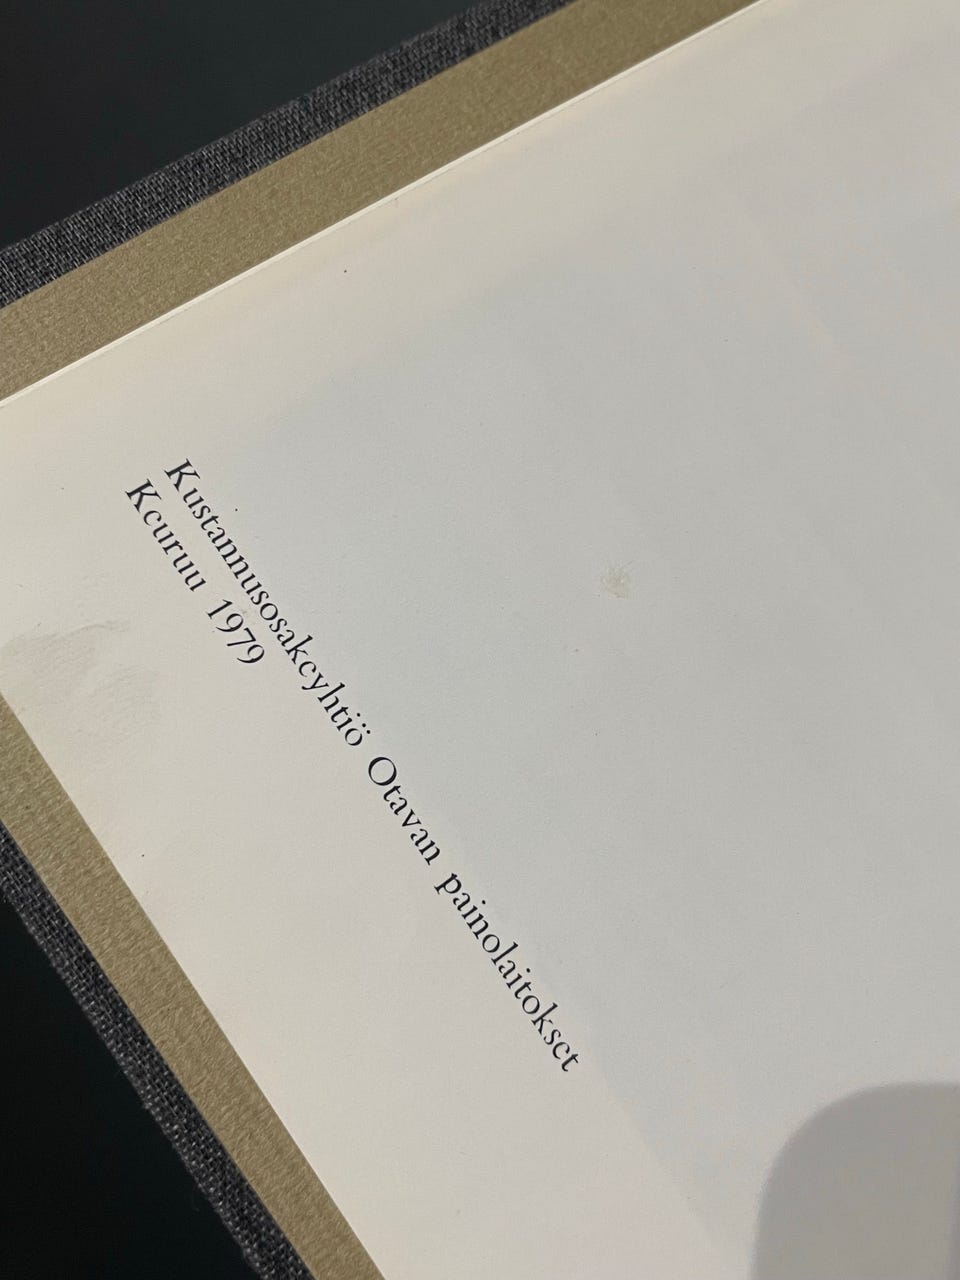 Kustannusosakeyhtiö Otavan painolaitokset
Keuruu 1979